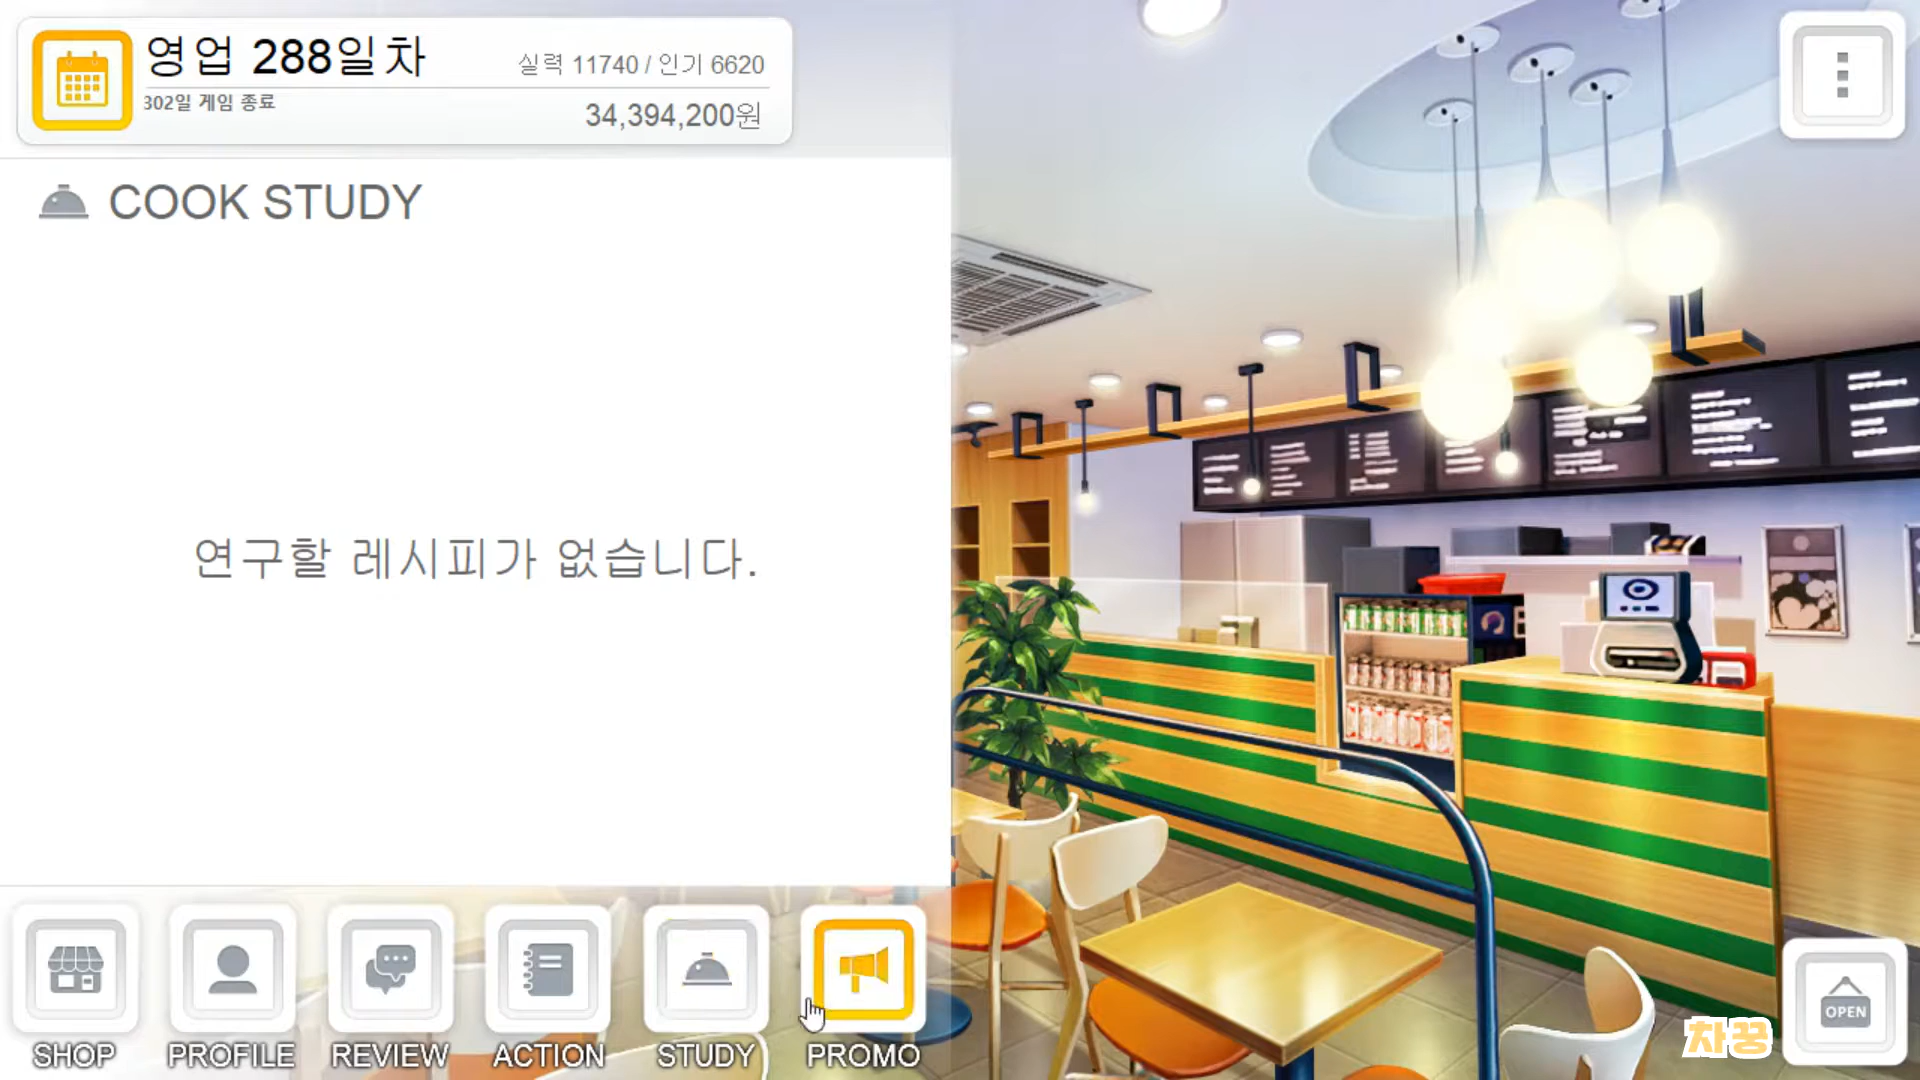 영업 288일차
실력 11740 / 인기 6620
302일 게임 종료
34,394,200원
COOK STUDY
연구할 레시피가 없습니다.
OPEN
차꿍
SHOP
PROFILE
REVIEW
ACTION
STUDY
PROMO